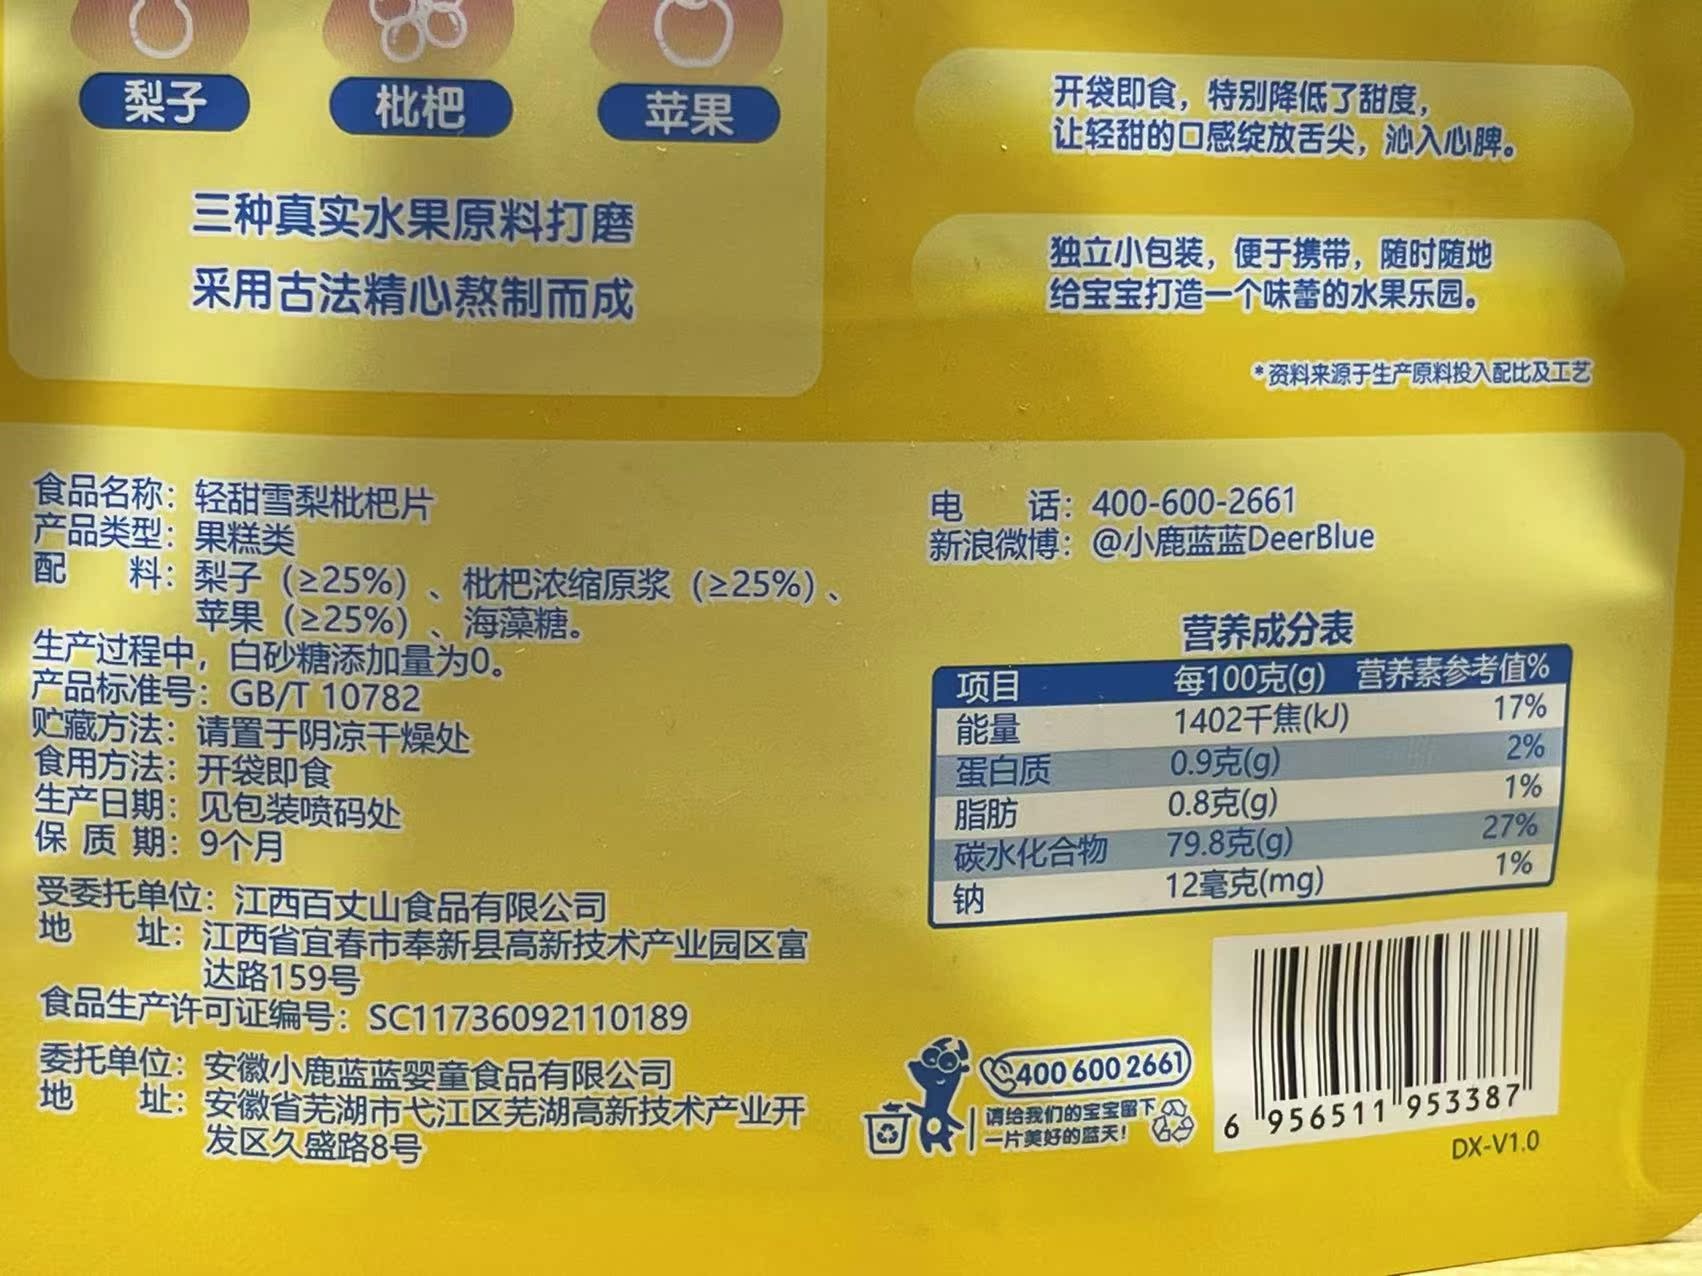 梨子
枇杷
苹果
三种真实水果原料打磨
采用古法精心熬制而成
开袋即食，特别降低了甜度，
让轻甜的口感绽放舌尖，沁入心脾。
独立小包装，便于携带，随时随地
给宝宝打造一个味蕾的水果乐园。
*资料来源于生产原料投入配比及工艺
食品名称：轻甜雪梨枇杷片
产品类型：果糕类
配　　料：梨子（≥25%）、枇杷浓缩原浆（≥25%）、
苹果（≥25%）、海藻糖。
生产过程中，白砂糖添加量为0。
产品标准号：GB/T 10782
贮藏方法：请置于阴凉干燥处
食用方法：开袋即食
生产日期：见包装喷码处
保 质 期：9个月
受委托单位：江西百丈山食品有限公司
地　　址：江西省宜春市奉新县高新技术产业园区富
达路159号
食品生产许可证编号：SC11736092110189
委托单位：安徽小鹿蓝蓝婴童食品有限公司
地　　址：安徽省芜湖市弋江区芜湖高新技术产业开
发区久盛路8号
电　　话：400-600-2661
新浪微博：@小鹿蓝蓝DeerBlue
营养成分表
项目 每100克(g) 营养素参考值%
能量 1402千焦(kJ) 17%
蛋白质 0.9克(g) 2%
脂肪 0.8克(g) 1%
碳水化合物 79.8克(g) 27%
钠 12毫克(mg) 1%
400 600 2661
请给我们的宝宝留下
一片美好的蓝天！
6 956511 953387
DX-V1.0